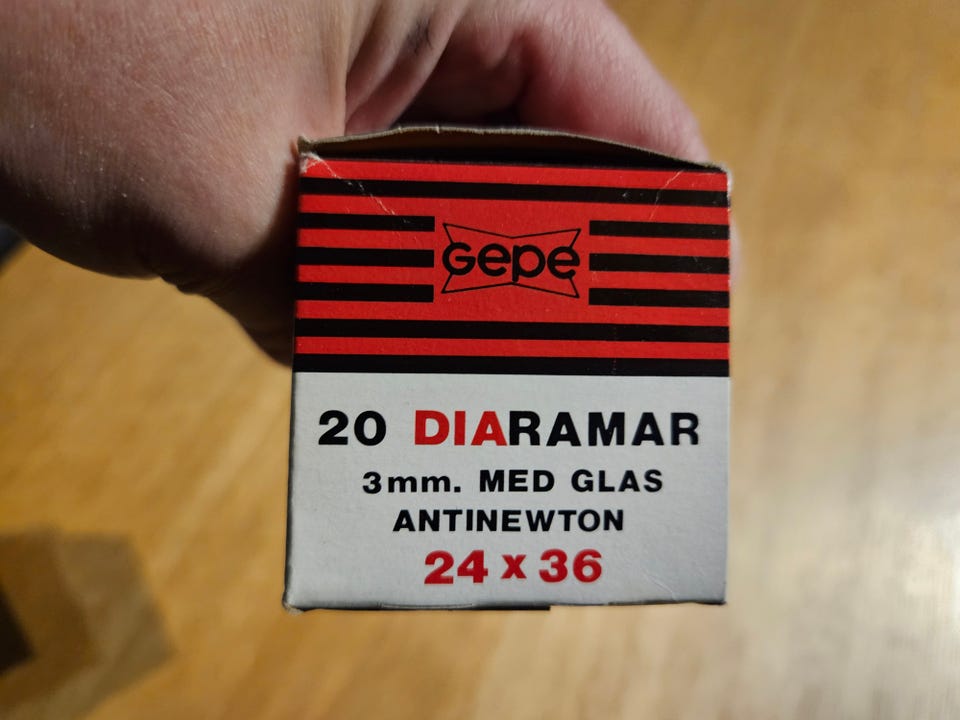 Gepe
20 DIARAMAR
3mm. MED GLAS
ANTINEWTON
24 x 36